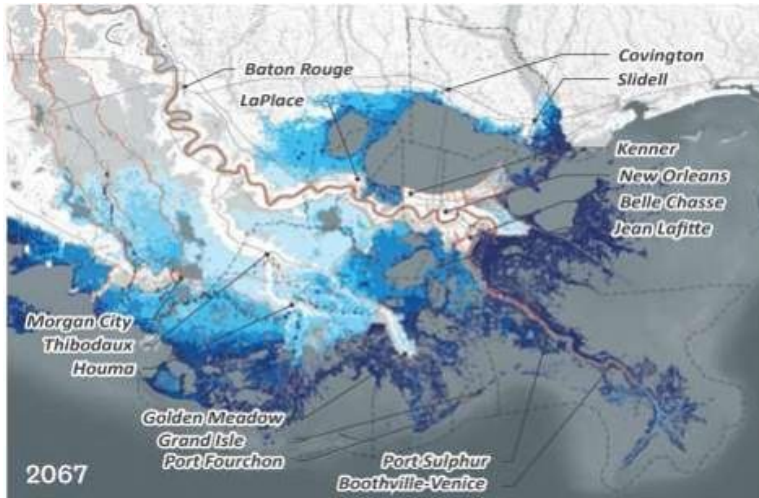 Baton Rouge
Covington
LaPlace
Slidell
Kenner
New Orleans
Belle Chasse
Jean Lafitte
Morgan City
Thibodaux
Houma
Golden Meadow
Grand Isle
Port Fourchon
Port Sulphur
Boothville-Venice
2067